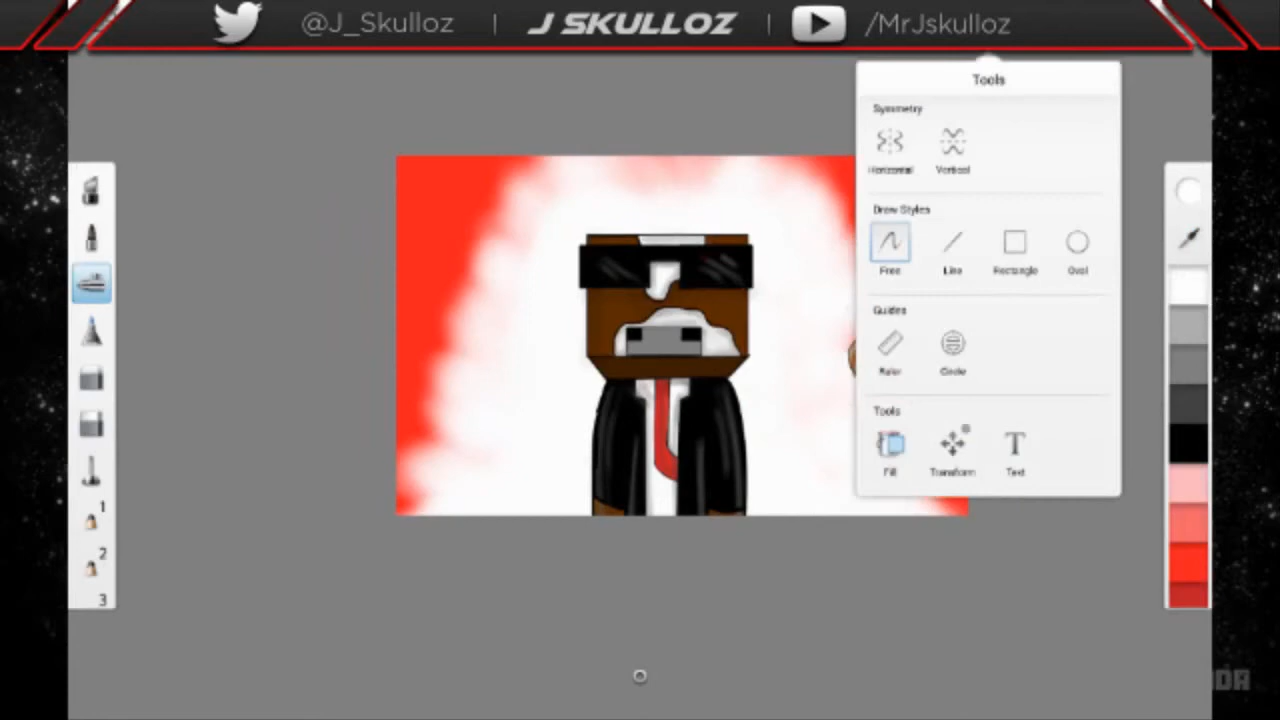 @J_Skulloz | J SKULLOZ | /MrJskulloz
Tools
Symmetry
Horizontal Vertical
Draw Styles
Free Line Rectangle Oval
Guides
Ruler Circle
Tools
Fill Transform Text
1
2
3